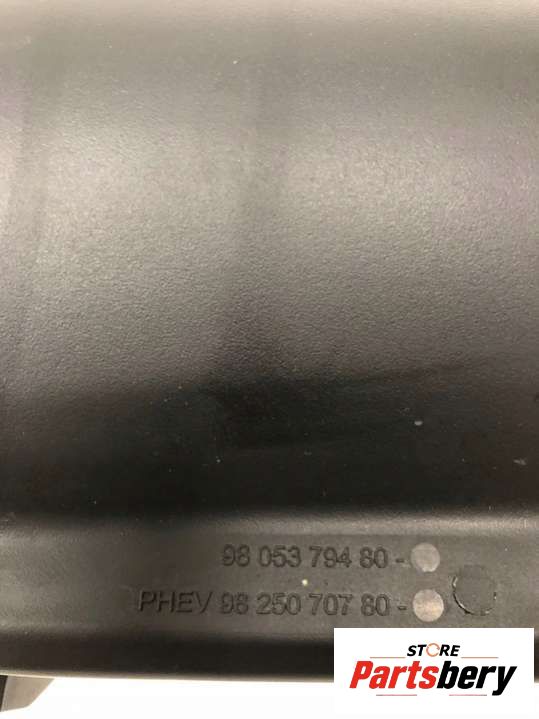 98 053 794 80 -
PHEV 98 250 707 80 -
STORE
Partsbery